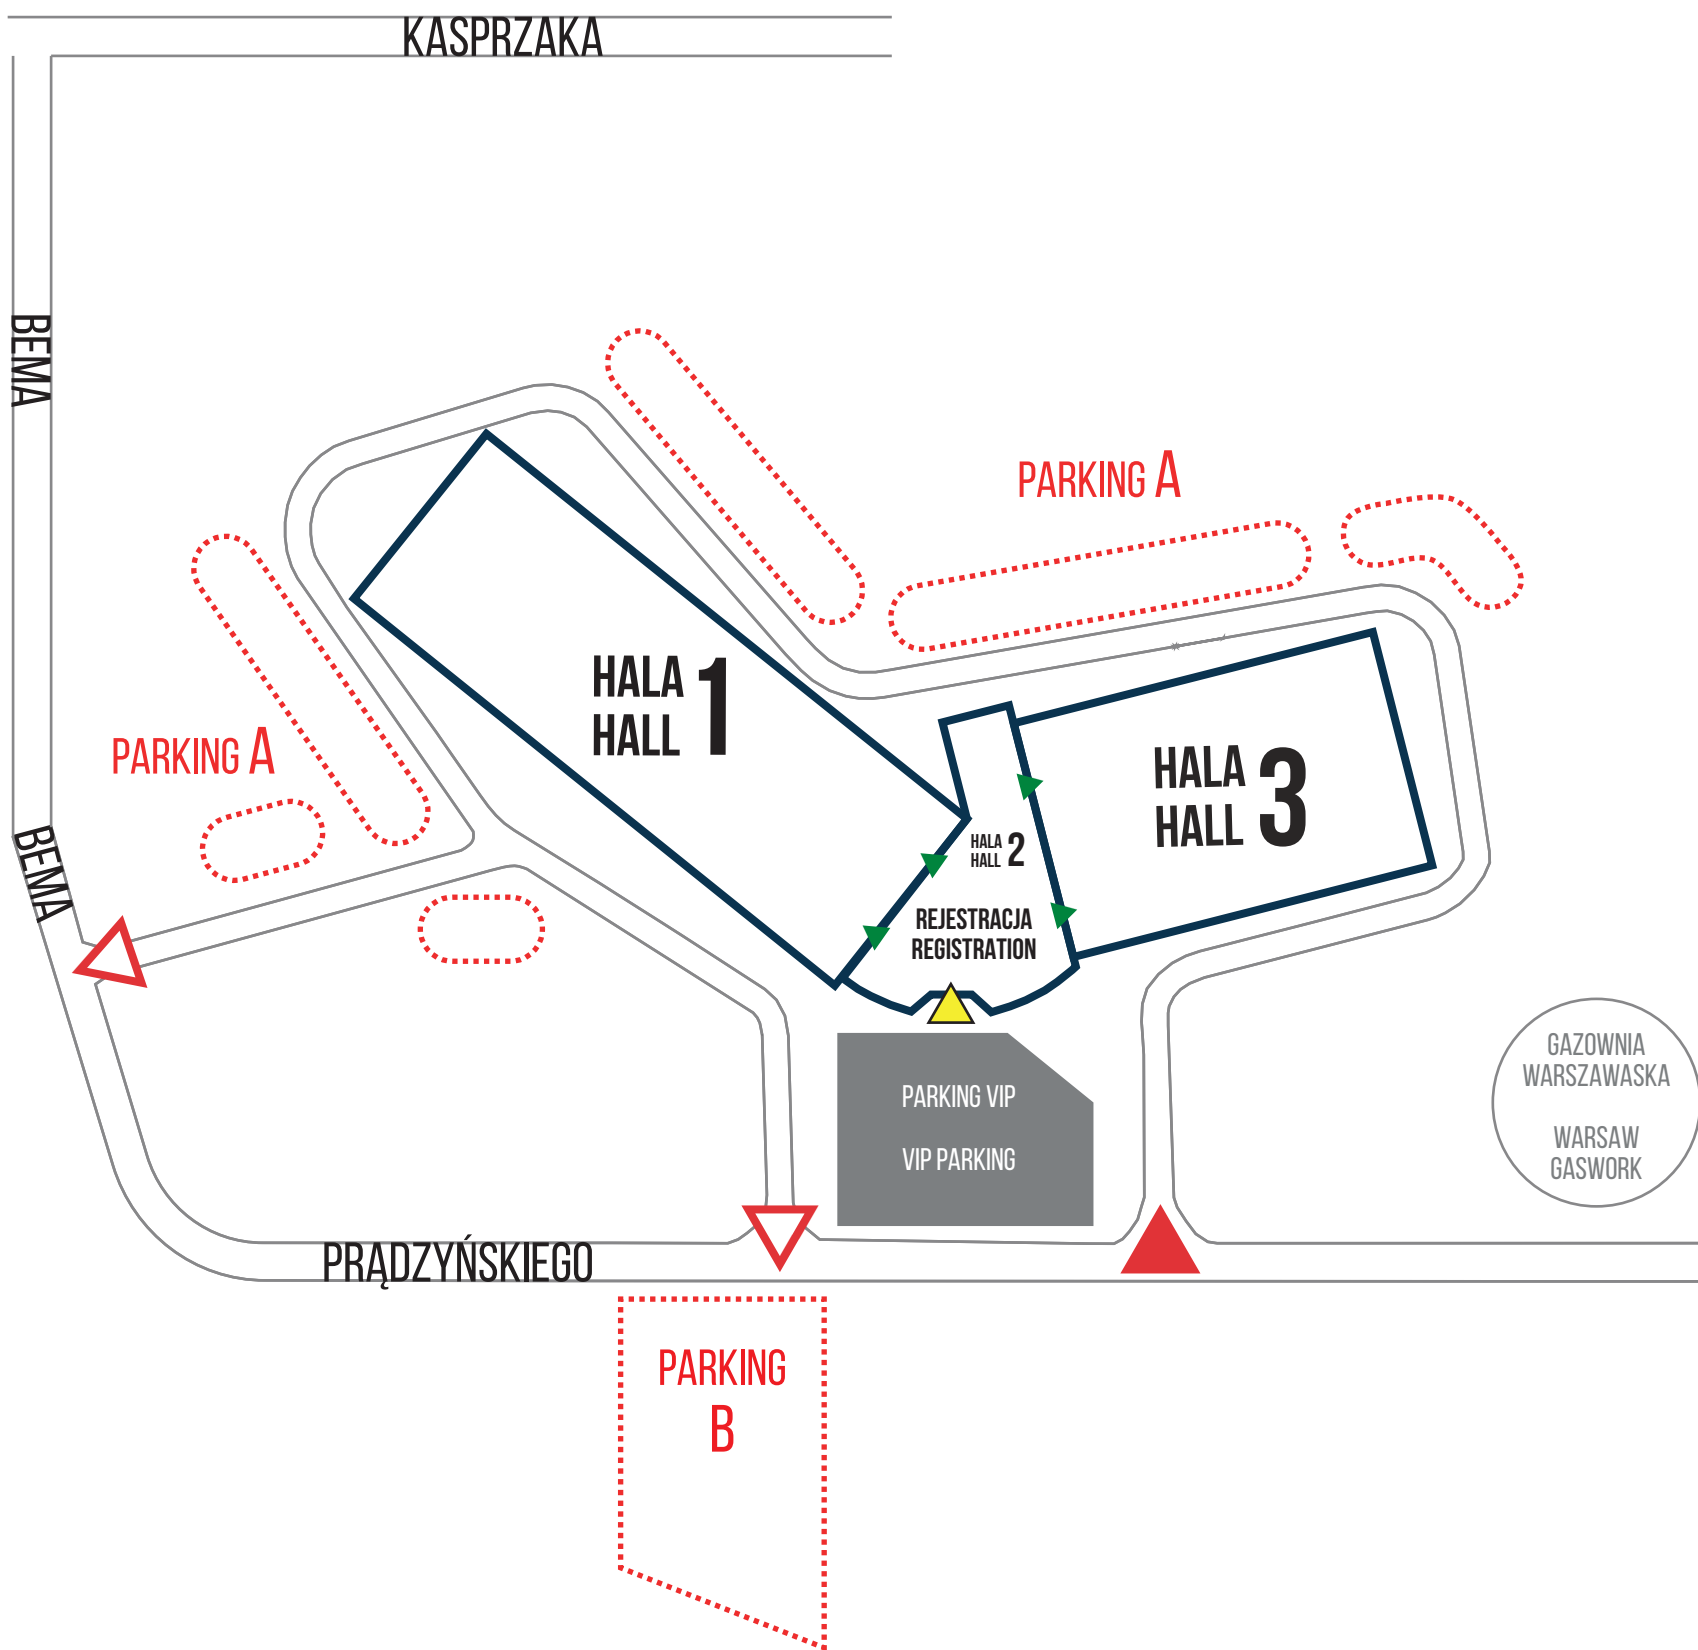 KASPRZAKA
BEMA
PARKING A
HALA
HALL 1
PARKING A
HALA
HALL 3
HALA
HALL 2
BEMA
REJESTRACJA
REGISTRATION
GAZOWNIA
WARSZAWASKA
WARSAW
GASWORK
PARKING VIP
VIP PARKING
PRĄDZYŃSKIEGO
PARKING
B